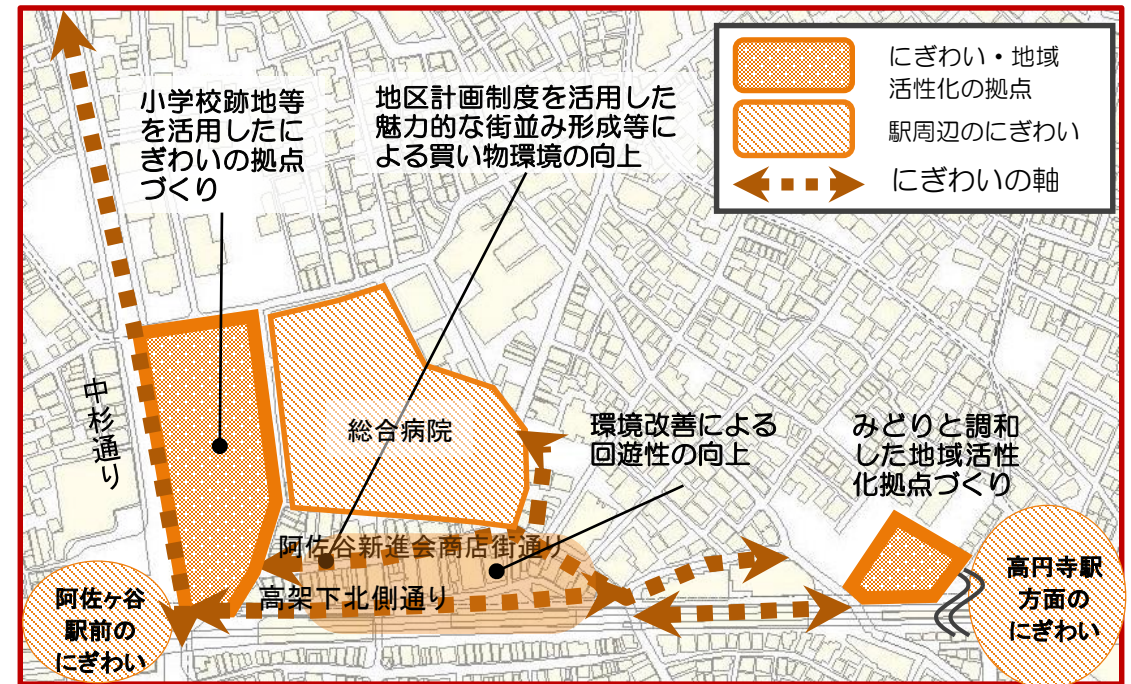 小学校跡地等
を活用したに
ぎわいの拠点
づくり
地区計画制度を活用した
魅力的な街並み形成等に
よる買い物環境の向上
にぎわい・地域
活性化の拠点
駅周辺のにぎわい
にぎわいの軸
中杉通り
総合病院
環境改善による
回遊性の向上
みどりと調和
した地域活性
化拠点づくり
阿佐谷新進会商店街通り
高架下北側通り
阿佐ヶ谷
駅前の
にぎわい
高円寺駅
方面の
にぎわい